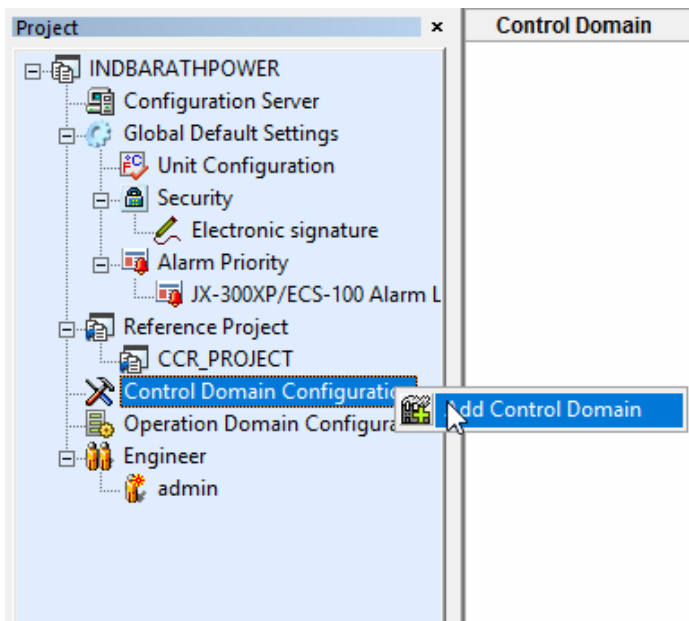 Project × Control Domain
INDBARATHPOWER
Configuration Server
Global Default Settings
Unit Configuration
Security
Electronic signature
Alarm Priority
JX-300XP/ECS-100 Alarm L
Reference Project
CCR_PROJECT
Control Domain Configuratio
dd Control Domain
Operation Domain Configura
Engineer
admin